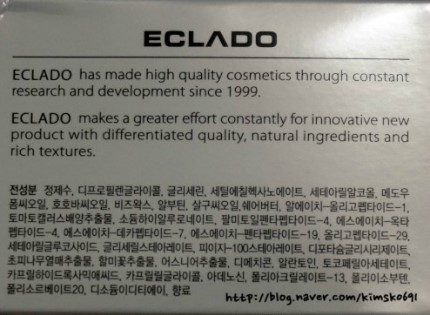 ECLADO
ECLADO has made high quality cosmetics through constant
research and development since 1999.
ECLADO makes a greater effort constantly for innovative new
product with differentiated quality, natural ingredients and
rich textures.
전성분 정제수, 디프로필렌글라이콜, 글리세린, 세틸에칠헥사노에이트, 세테아릴알코올, 메도우
폼씨오일, 호호바씨오일, 비즈왁스, 알부틴, 살구씨오일, 쉐어버터, 알에이치-올리고펩타이드-1,
토마토캘러스배양추출물, 소듐하이알루로네이트, 팔미토일펜타펩타이드-4, 에스에이치-옥타
펩타이드-4, 에스에이치-데카펩타이드-7, 에스에이치-펜타펩타이드-19, 올리고펩타이드-29,
세테아릴글루코사이드, 글리세릴스테아레이트, 피이지-100스테아레이트, 디포타슘글리시리제이트,
초피나무열매추출물, 할미꽃추출물, 어스니어추출물, 디메치콘, 알란토인, 토코페릴아세테이트,
카프릴하이드록사믹애씨드, 카프릴릴글라이콜, 아데노신, 폴리아크릴레이트-13, 폴리이소부텐,
폴리소르베이트20, 디소듐이디티에이, 향료
http://blog.naver.com/kimsko691